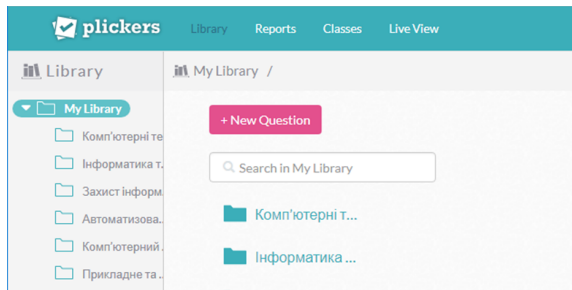 plickers Library Reports Classes Live View
Library
My Library /
My Library
Комп'ютерні те
Інформатика т.
Захист інформ.
Автоматизова..
Комп'ютерний .
Прикладне та ..
+ New Question
Search in My Library
Комп'ютерні т...
Інформатика ...